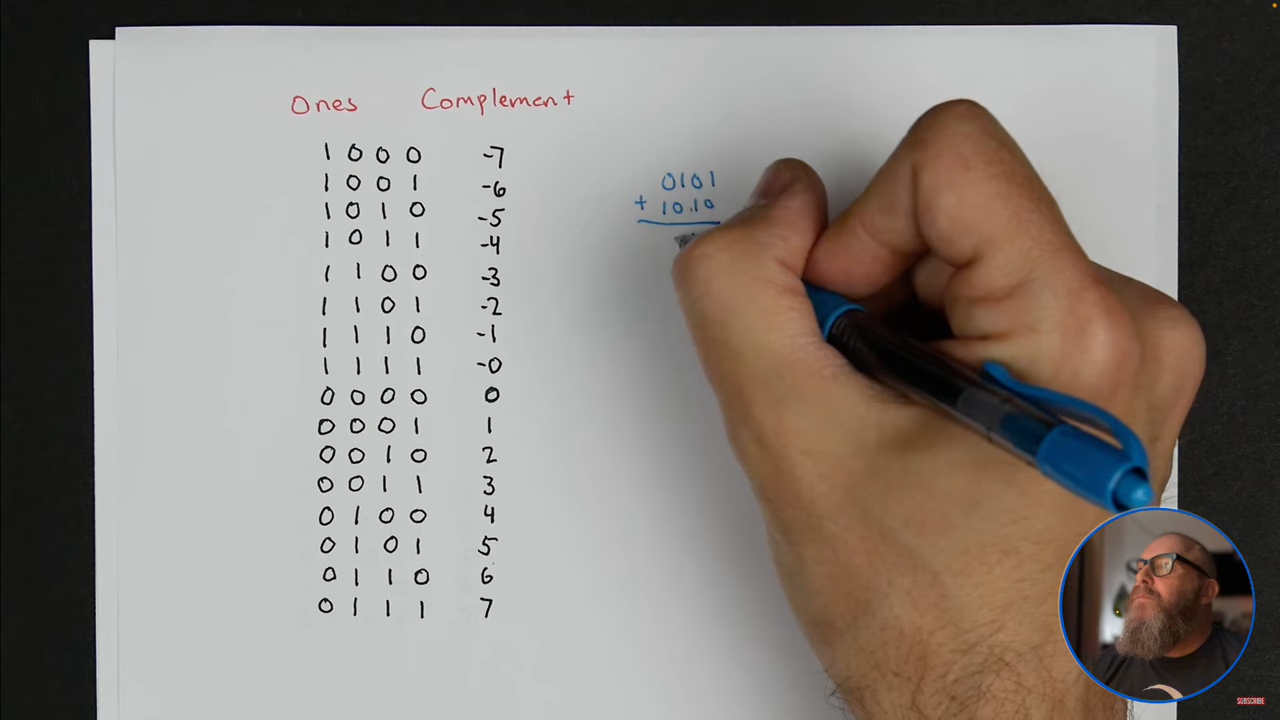 Ones Complement
1 0 0 0 -7
1 0 0 1 -6
1 0 1 0 -5
1 0 1 1 -4
1 1 0 0 -3
1 1 0 1 -2
1 1 1 0 -1
1 1 1 1 -0
0 0 0 0 0
0 0 0 1 1
0 0 1 0 2
0 0 1 1 3
0 1 0 0 4
0 1 0 1 5
0 1 1 0 6
0 1 1 1 7
0101
+ 1010
SUBSCRIBE